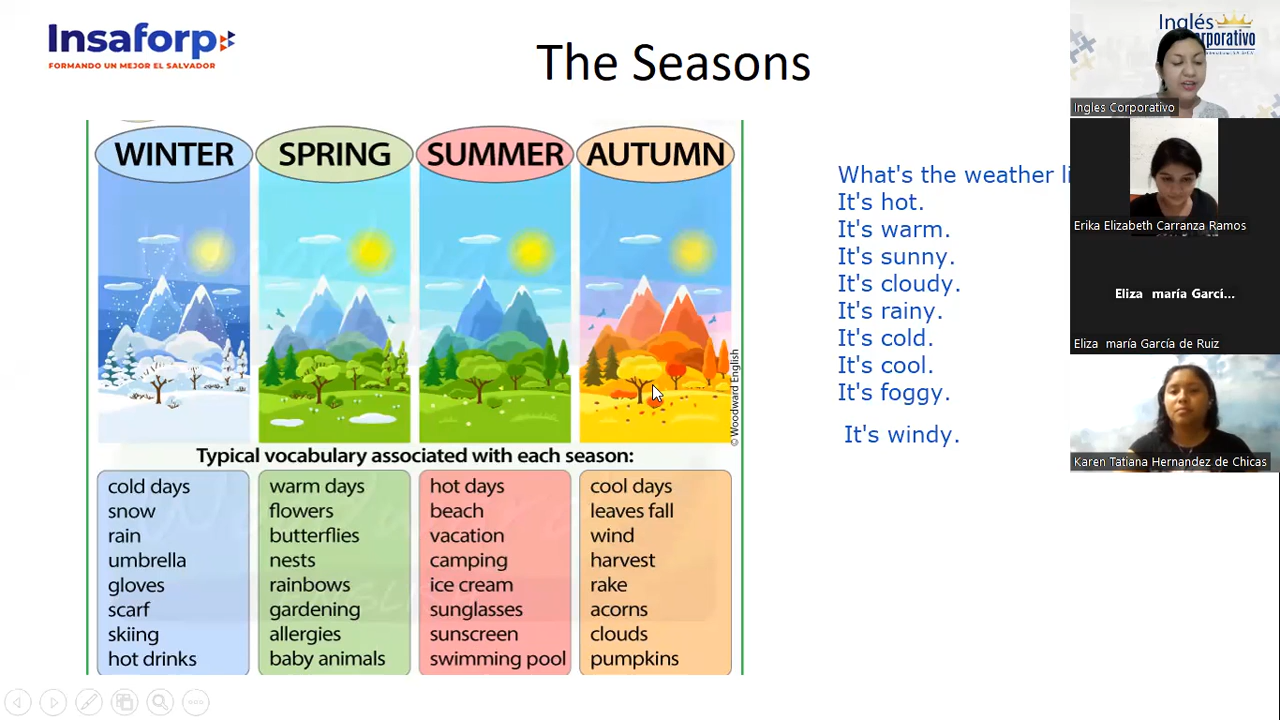 Insaforp
FORMANDO UN MEJOR EL SALVADOR
The Seasons
WINTER
SPRING
SUMMER
AUTUMN
© Woodward English
Typical vocabulary associated with each season:
cold days
snow
rain
umbrella
gloves
scarf
skiing
hot drinks
warm days
flowers
butterflies
nests
rainbows
gardening
allergies
baby animals
hot days
beach
vacation
camping
ice cream
sunglasses
sunscreen
swimming pool
cool days
leaves fall
wind
harvest
rake
acorns
clouds
pumpkins
What's the weather li
It's hot.
It's warm.
It's sunny.
It's cloudy.
It's rainy.
It's cold.
It's cool.
It's foggy.
It's windy.
Inglés
rporativo
Ingles Corporativo
Erika Elizabeth Carranza Ramos
Eliza maría Garcí...
Eliza maría García de Ruiz
Karen Tatiana Hernandez de Chicas